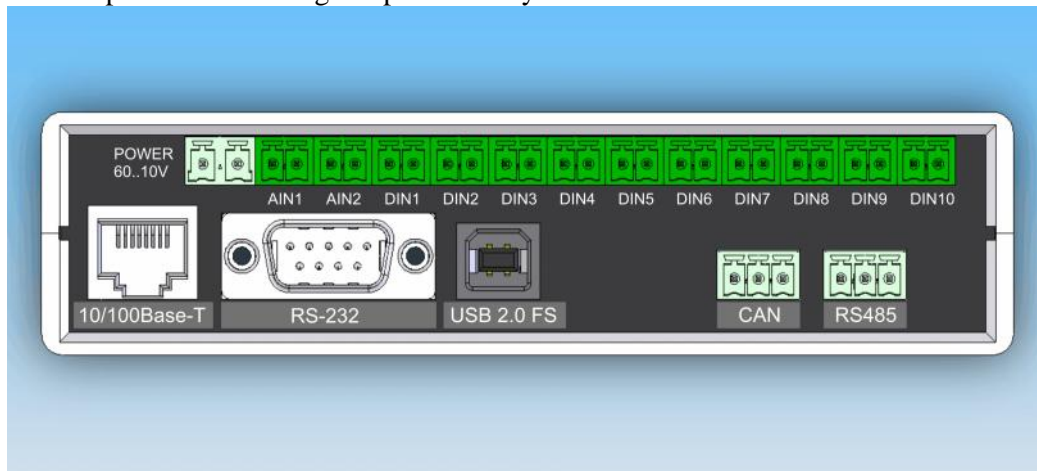 POWER
60..10V
AIN1 AIN2 DIN1 DIN2 DIN3 DIN4 DIN5 DIN6 DIN7 DIN8 DIN9 DIN10
10/100Base-T RS-232 USB 2.0 FS CAN RS485